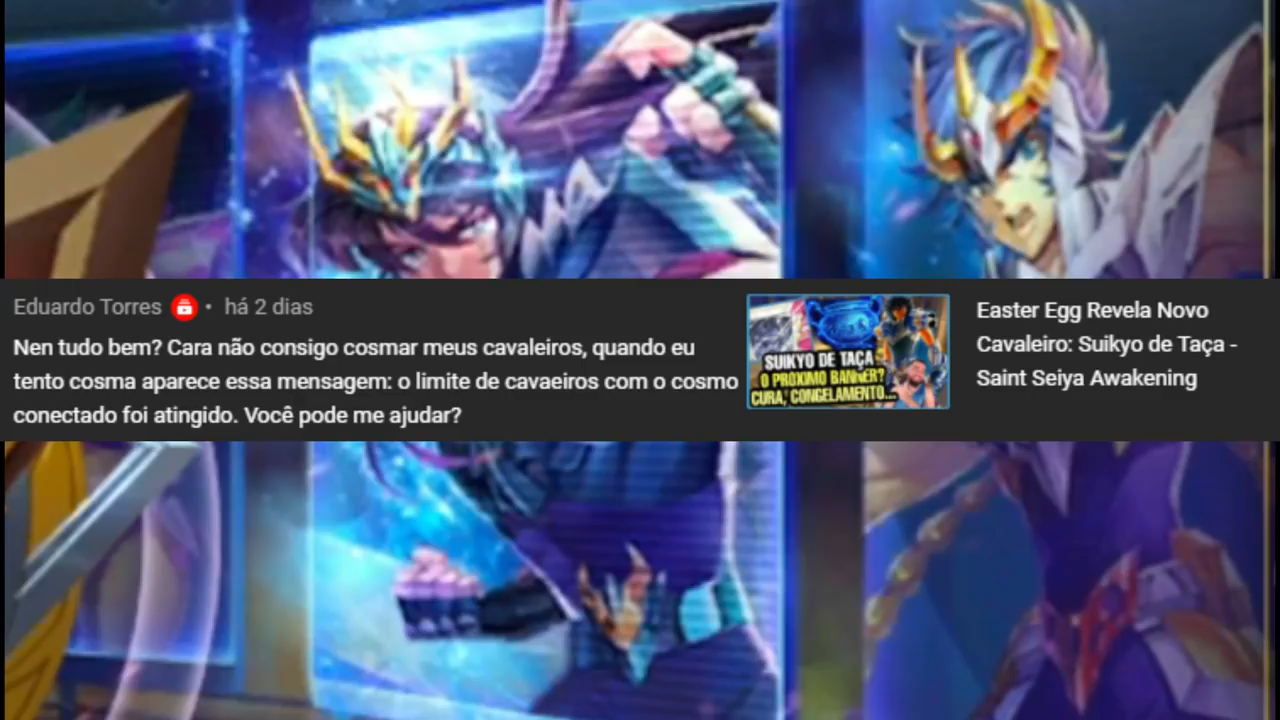 Eduardo Torres • há 2 dias
Nen tudo bem? Cara não consigo cosmar meus cavaleiros, quando eu
tento cosma aparece essa mensagem: o limite de cavaeiros com o cosmo
conectado foi atingido. Você pode me ajudar?
SUIKYO DE TAÇA
O PROXIMO BANNER?
CURA, CONGELAMENTO...
Easter Egg Revela Novo
Cavaleiro: Suikyo de Taça -
Saint Seiya Awakening